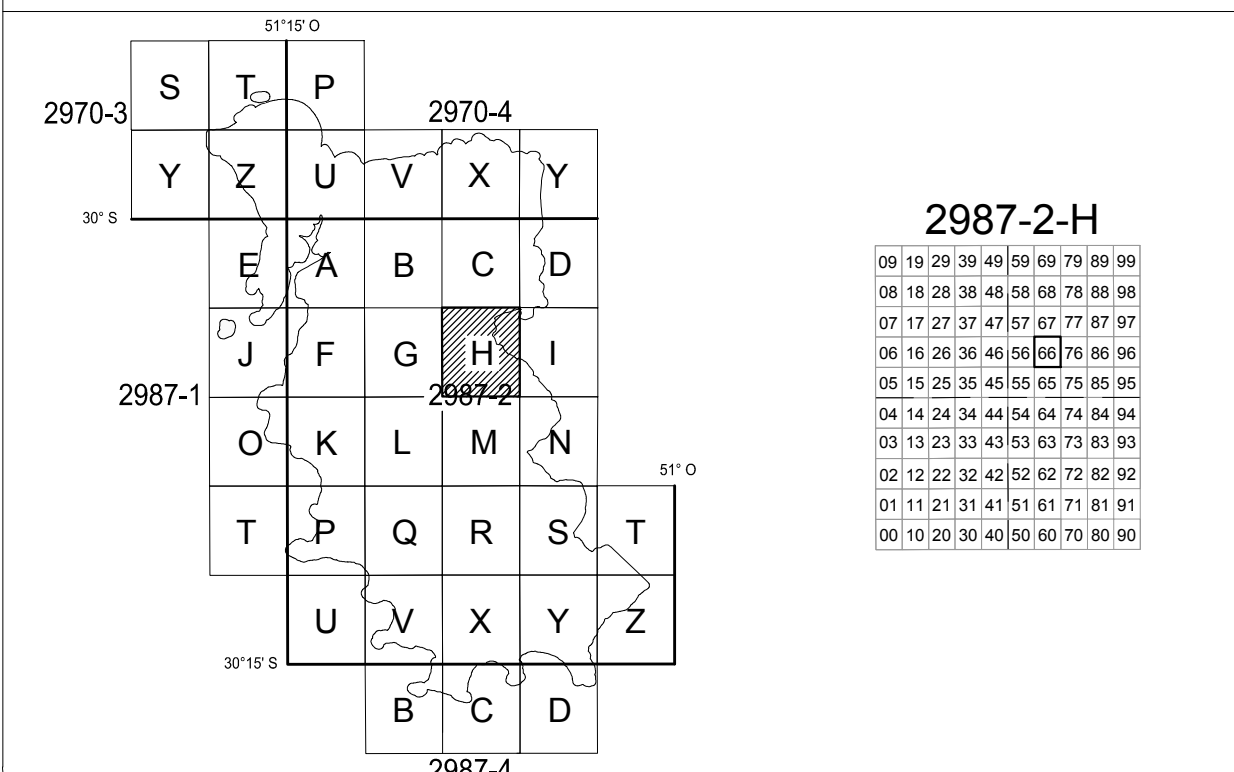 51°15' O
S T P
2970-3 2970-4
Y Z U V X Y
30° S
E A B C D
J F G H I
2987-1 2987-2
O K L M N
51° O
T P Q R S T
U V X Y Z
30°15' S
B C D
2987-4
2987-2-H
09 19 29 39 49 59 69 79 89 99
08 18 28 38 48 58 68 78 88 98
07 17 27 37 47 57 67 77 87 97
06 16 26 36 46 56 66 76 86 96
05 15 25 35 45 55 65 75 85 95
04 14 24 34 44 54 64 74 84 94
03 13 23 33 43 53 63 73 83 93
02 12 22 32 42 52 62 72 82 92
01 11 21 31 41 51 61 71 81 91
00 10 20 30 40 50 60 70 80 90